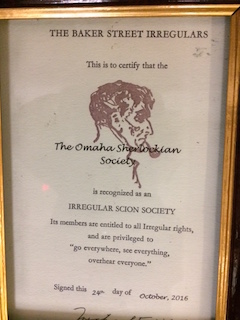 THE BAKER STREET IRREGULARS
This is to certify that the
The Omaha Sherlockian
Society
is recognized as an
IRREGULAR SCION SOCIETY
Its members are entitled to all Irregular rights,
and are privileged to
"go everywhere, see everything,
overhear everyone."
Signed this 24th day of October, 2016